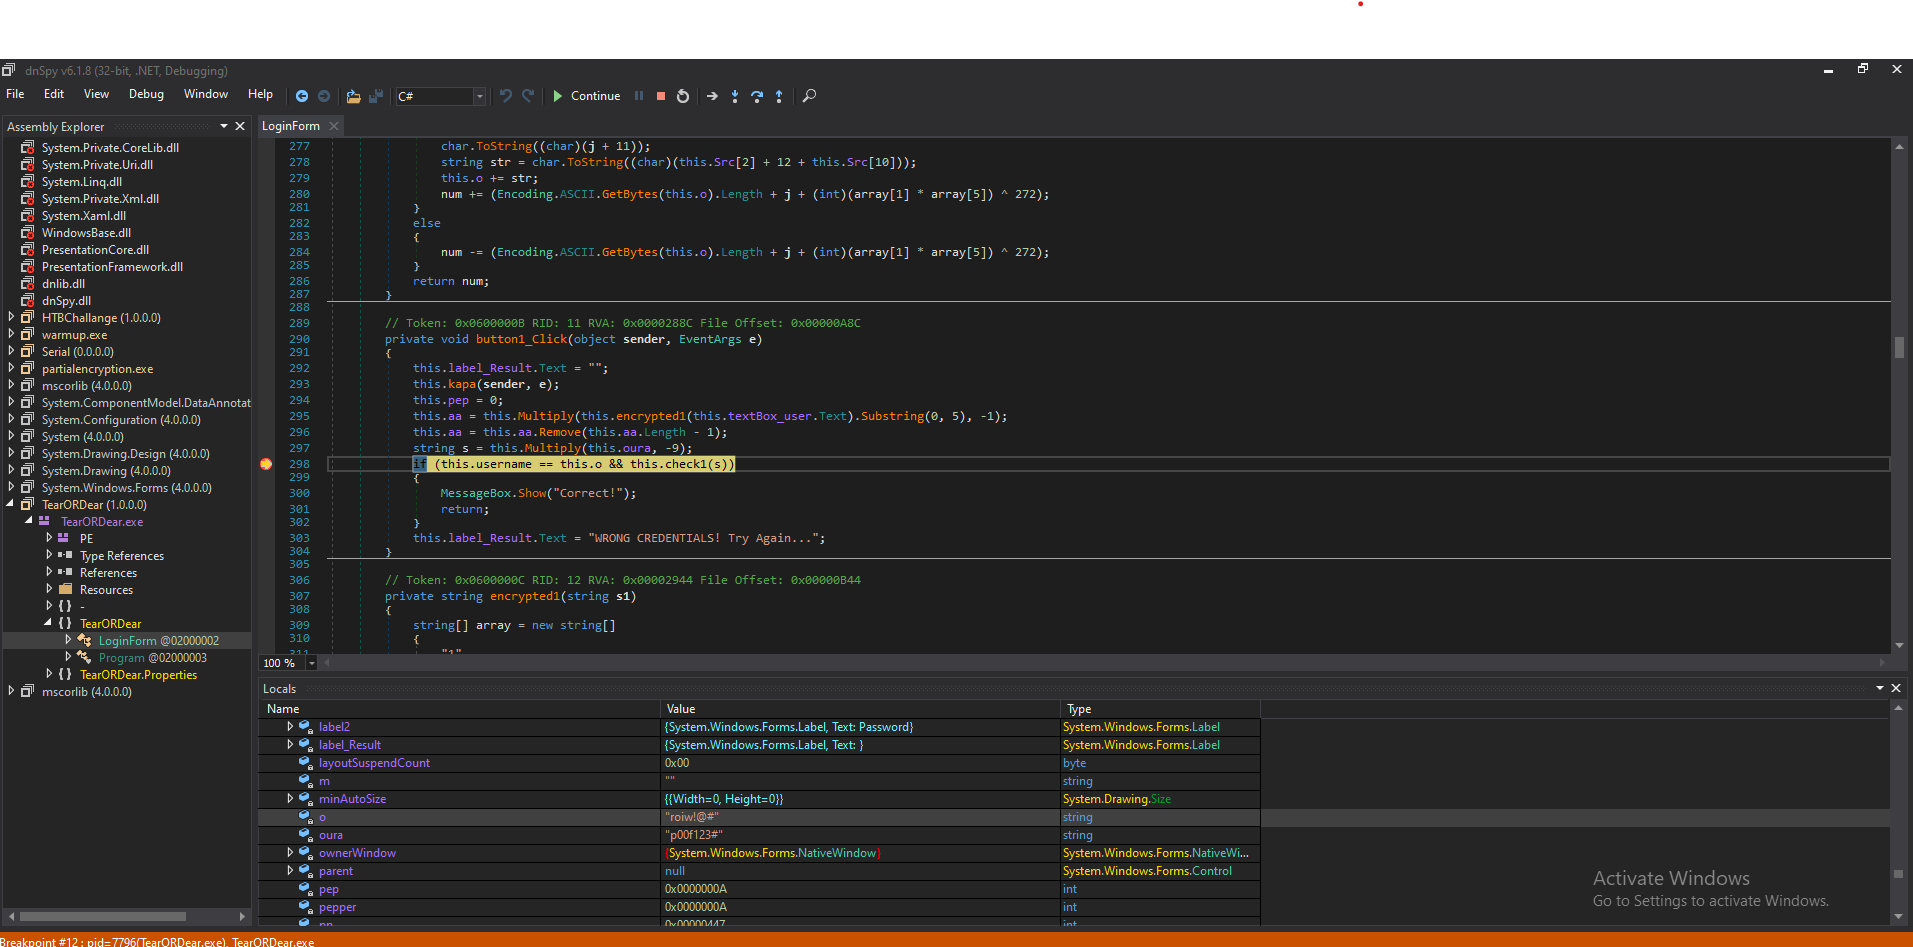 dnSpy v6.1.8 (32-bit, .NET, Debugging)
File Edit View Debug Window Help C# Continue
Assembly Explorer
System.Private.CoreLib.dll
System.Private.Uri.dll
System.Linq.dll
System.Private.Xml.dll
System.Xaml.dll
WindowsBase.dll
PresentationCore.dll
PresentationFramework.dll
dnlib.dll
dnSpy.dll
HTBChallange (1.0.0.0)
warmup.exe
Serial (0.0.0.0)
partialencryption.exe
mscorlib (4.0.0.0)
System.ComponentModel.DataAnnotat
System.Configuration (4.0.0.0)
System (4.0.0.0)
System.Drawing.Design (4.0.0.0)
System.Drawing (4.0.0.0)
System.Windows.Forms (4.0.0.0)
TearORDear (1.0.0.0)
TearORDear.exe
PE
Type References
References
Resources
{ } -
{ } TearORDear
LoginForm @02000002
Program @02000003
{ } TearORDear.Properties
mscorlib (4.0.0.0)
LoginForm
277 char.ToString((char)(j + 11));
278 string str = char.ToString((char)(this.Src[2] + 12 + this.Src[10]));
279 this.o += str;
280 num += (Encoding.ASCII.GetBytes(this.o).Length + j + (int)(array[1] * array[5]) ^ 272);
281 }
282 else
283 {
284 num -= (Encoding.ASCII.GetBytes(this.o).Length + j + (int)(array[1] * array[5]) ^ 272);
285 }
286 return num;
287 }
288
289 // Token: 0x0600000B RID: 11 RVA: 0x0000288C File Offset: 0x00000A8C
290 private void button1_Click(object sender, EventArgs e)
291 {
292 this.label_Result.Text = "";
293 this.kapa(sender, e);
294 this.pep = 0;
295 this.aa = this.Multiply(this.encrypted1(this.textBox_user.Text).Substring(0, 5), -1);
296 this.aa = this.aa.Remove(this.aa.Length - 1);
297 string s = this.Multiply(this.oura, -9);
298 if (this.username == this.o && this.check1(s))
299 {
300 MessageBox.Show("Correct!");
301 return;
302 }
303 this.label_Result.Text = "WRONG CREDENTIALS! Try Again...";
304 }
305
306 // Token: 0x0600000C RID: 12 RVA: 0x00002944 File Offset: 0x00000B44
307 private string encrypted1(string s1)
308 {
309 string[] array = new string[]
310 {
311 "1"
100 %
Locals
Name Value Type
label2 {System.Windows.Forms.Label, Text: Password} System.Windows.Forms.Label
label_Result {System.Windows.Forms.Label, Text: } System.Windows.Forms.Label
layoutSuspendCount 0x00 byte
m "" string
minAutoSize {{Width=0, Height=0}} System.Drawing.Size
o "roiw!@#" string
oura "p00f123#" string
ownerWindow {System.Windows.Forms.NativeWindow} System.Windows.Forms.NativeWi...
parent null System.Windows.Forms.Control
pep 0x0000000A int
pepper 0x0000000A int
pp 0x00000447 int
Activate Windows
Go to Settings to activate Windows.
Breakpoint #12 : pid=7796(TearORDear.exe), TearORDear.exe